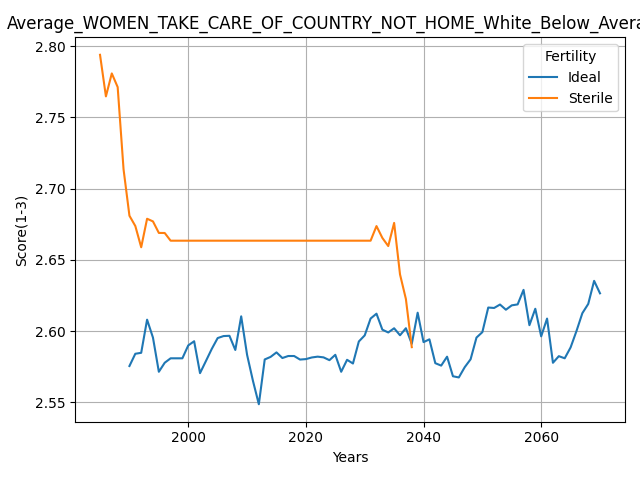 Average_WOMEN_TAKE_CARE_OF_COUNTRY_NOT_HOME_White_Below_Avera
Fertility
Ideal
Sterile
2.80
2.75
2.70
2.65
2.60
2.55
Score(1-3)
2000 2020 2040 2060
Years